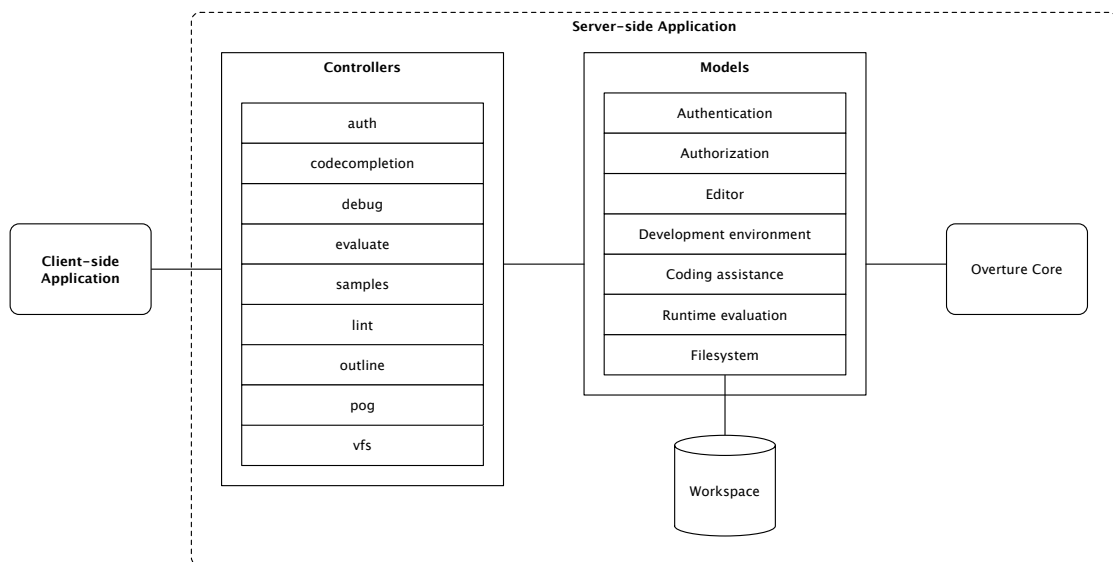 Server-side Application
Controllers
auth
codecompletion
debug
evaluate
samples
lint
outline
pog
vfs
Models
Authentication
Authorization
Editor
Development environment
Coding assistance
Runtime evaluation
Filesystem
Client-side
Application
Overture Core
Workspace